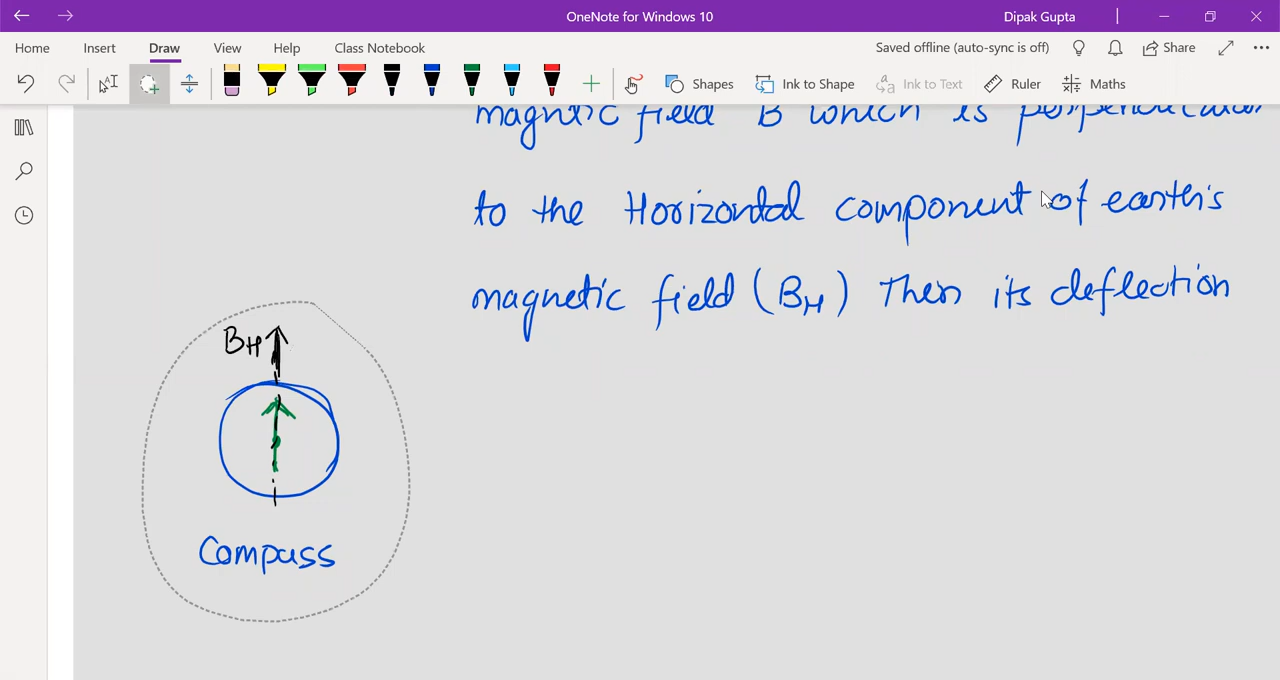 OneNote for Windows 10
Dipak Gupta
Home Insert Draw View Help Class Notebook
Saved offline (auto-sync is off) Share
Shapes Ink to Shape Ink to Text Ruler Maths
magnetic field B which is perpendicular
to the Horizontal component of earth's
magnetic field (BH) Then its deflection
BH
Compass